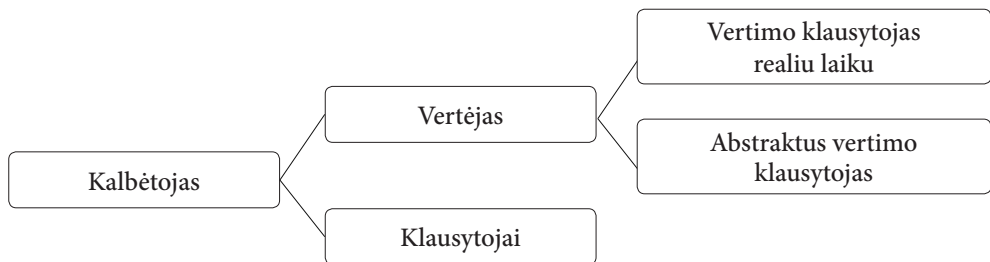 Kalbėtojas
Vertėjas
Klausytojai
Vertimo klausytojas
realiu laiku
Abstraktus vertimo
klausytojas